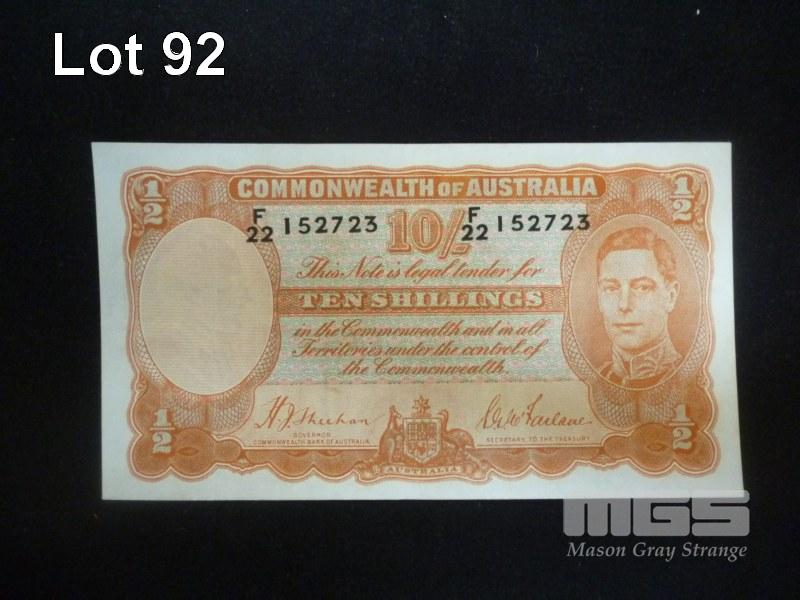 Lot 92
1/2 COMMONWEALTH OF AUSTRALIA 1/2
F/22 152723 10/- F/22 152723
This Note is legal tender for
TEN SHILLINGS
in the Commonwealth and in all
Territories under the control of
the Commonwealth.
1/2 H.J. Sheehan S.G. McFarlane 1/2
GOVERNOR
COMMONWEALTH BANK OF AUSTRALIA
SECRETARY TO THE TREASURY
AUSTRALIA
MGS
Mason Gray Strange